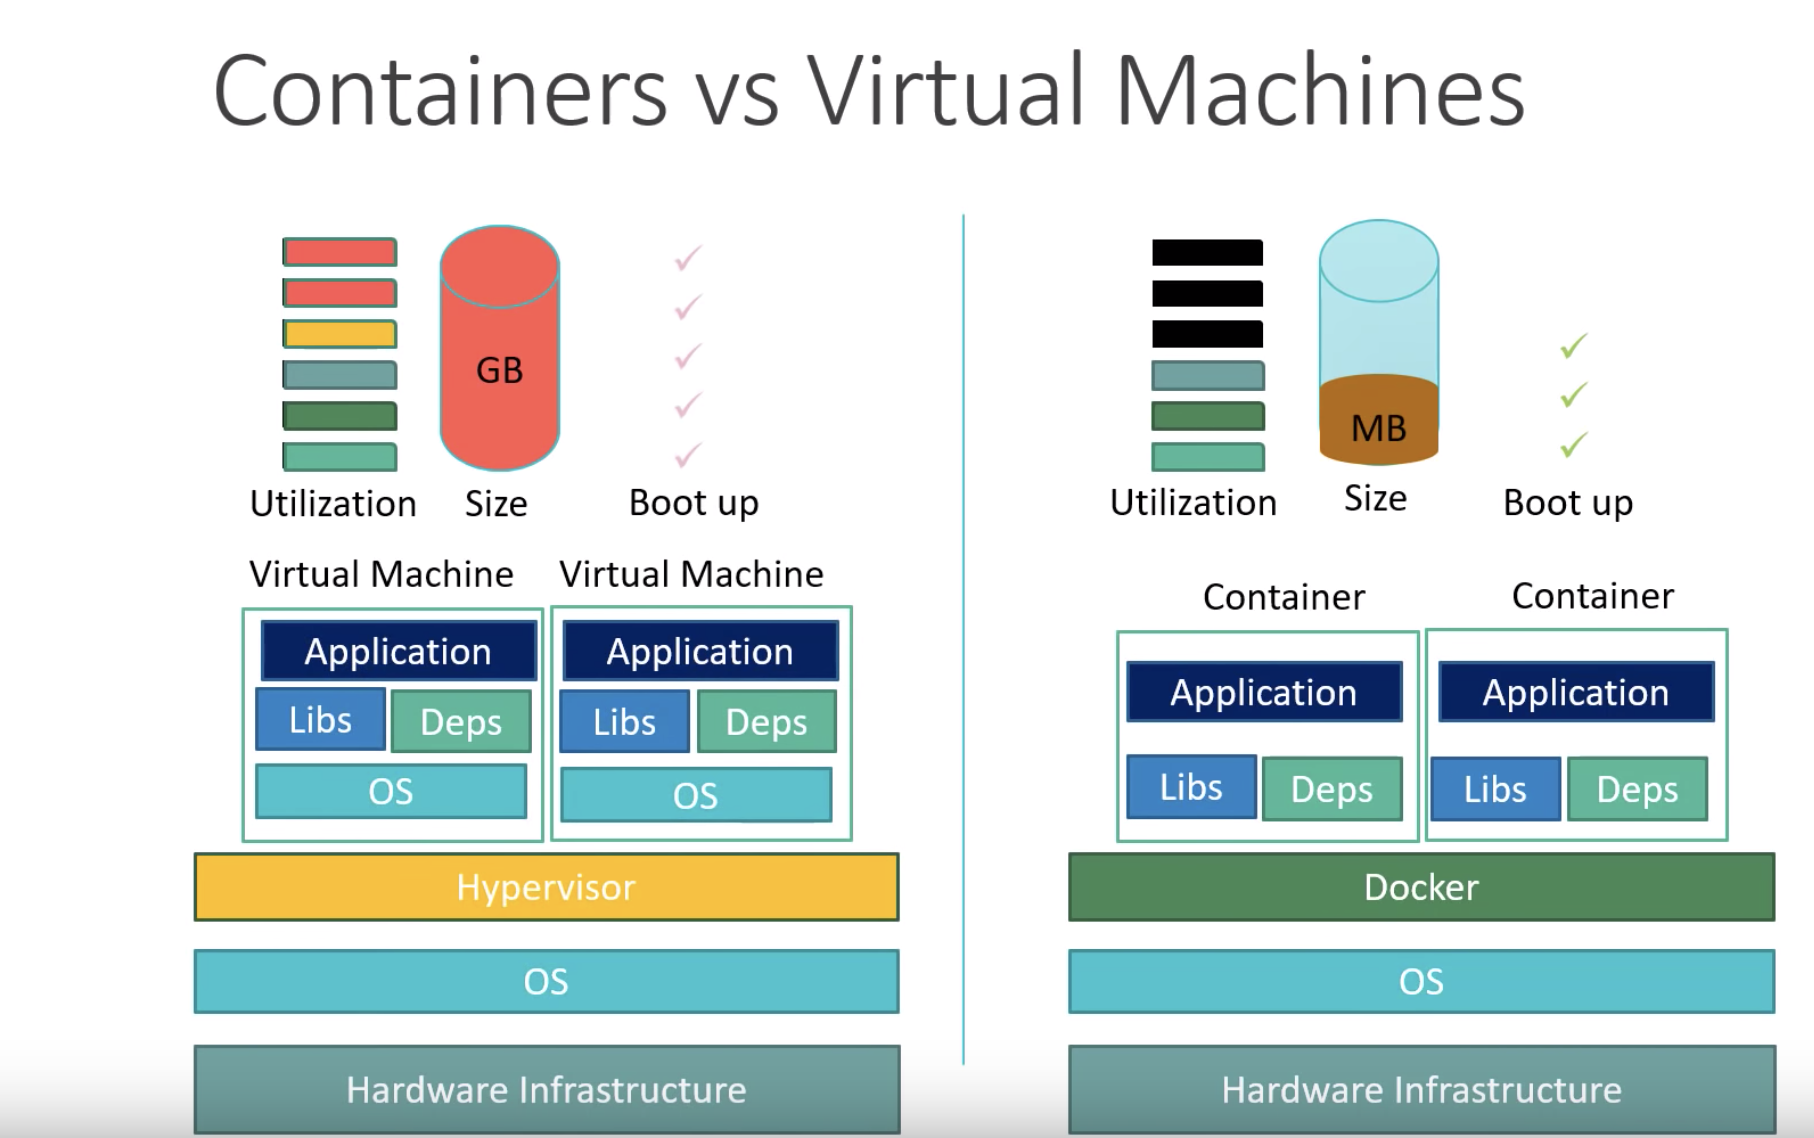 Containers vs Virtual Machines
GB
Utilization
Size
Boot up
Virtual Machine
Virtual Machine
Application
Libs
Deps
OS
Application
Libs
Deps
OS
Hypervisor
OS
Hardware Infrastructure
MB
Utilization
Size
Boot up
Container
Container
Application
Libs
Deps
Application
Libs
Deps
Docker
OS
Hardware Infrastructure